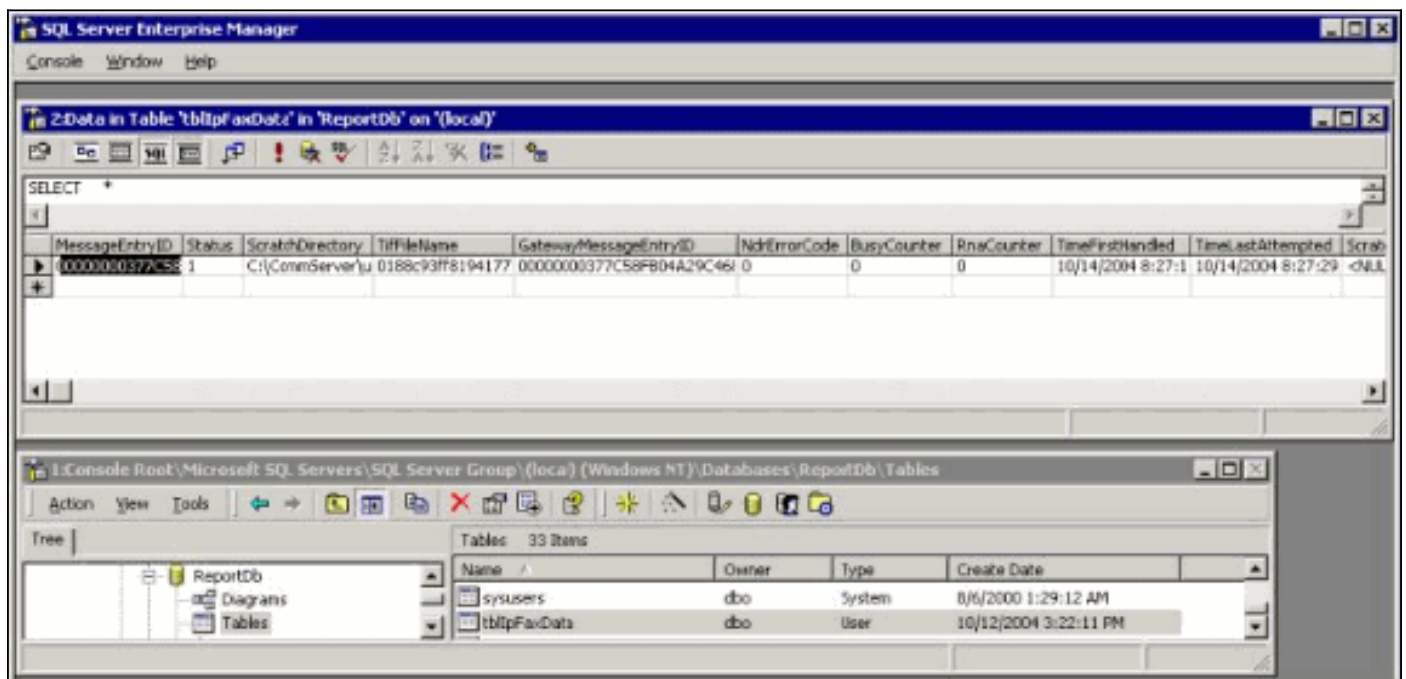 SQL Server Enterprise Manager
Console Window Help
2:Data in Table 'tblIpFaxData' in 'ReportDb' on '(local)'
SELECT *
MessageEntryID Status ScratchDirectory TiffFileName GatewayMessageEntryID NdrErrorCode BusyCounter RnaCounter TimeFirstHandled TimeLastAttempted Scrab
1 C:\CommServer\u 0188c93ff8194177 00000000377C58FB04A29C46 0 0 0 10/14/2004 8:27:1 10/14/2004 8:27:29 <NUL
1:Console Root\Microsoft SQL Servers\SQL Server Group\(local) (Windows NT)\Databases\ReportDb\Tables
Action View Tools
Tree
Tables 33 Items
ReportDb
Diagrams
Tables
Name Owner Type Create Date
sysusers dbo System 8/6/2000 1:29:12 AM
tblIpFaxData dbo User 10/12/2004 3:22:11 PM